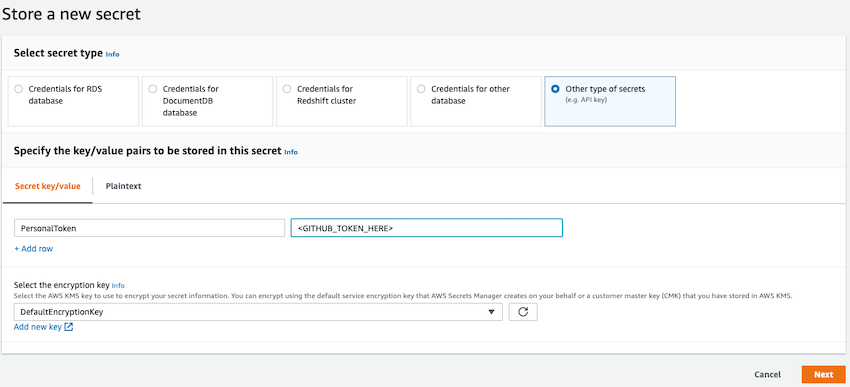 Store a new secret
Select secret type Info
Credentials for RDS
database
Credentials for
DocumentDB
database
Credentials for
Redshift cluster
Credentials for other
database
Other type of secrets
(e.g. API key)
Specify the key/value pairs to be stored in this secret Info
Secret key/value
Plaintext
PersonalToken
<GITHUB_TOKEN_HERE>
+ Add row
Select the encryption key Info
Select the AWS KMS key to use to encrypt your secret information. You can encrypt using the default service encryption key that AWS Secrets Manager creates on your behalf or a customer master key (CMK) that you have stored in AWS KMS.
DefaultEncryptionKey
Add new key
Cancel
Next